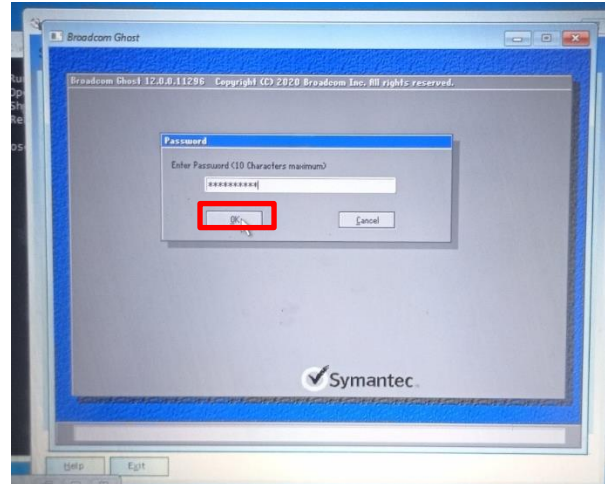 Broadcom Ghost
Broadcom Ghost 12.0.0.11296 Copyright (C) 2020 Broadcom Inc. All rights reserved.
Password
Enter Password (10 Characters maximum)
**********
OK
Cancel
Symantec.
Help
Exit